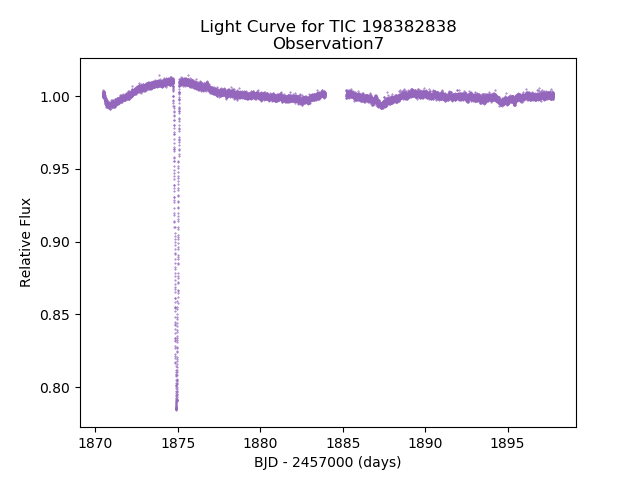 Light Curve for TIC 198382838
Observation7
1.00
0.95
0.90
0.85
0.80
Relative Flux
1870
1875
1880
1885
1890
1895
BJD - 2457000 (days)